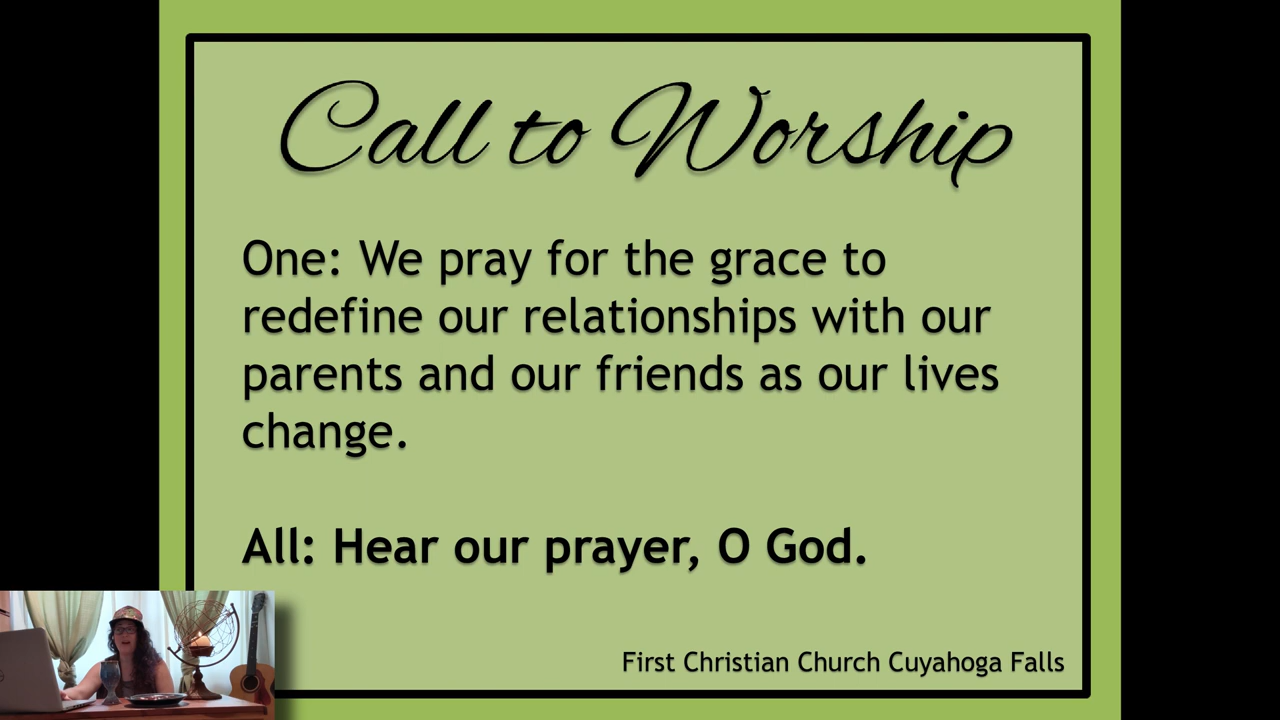 Call to Worship
One: We pray for the grace to
redefine our relationships with our
parents and our friends as our lives
change.
All: Hear our prayer, O God.
First Christian Church Cuyahoga Falls